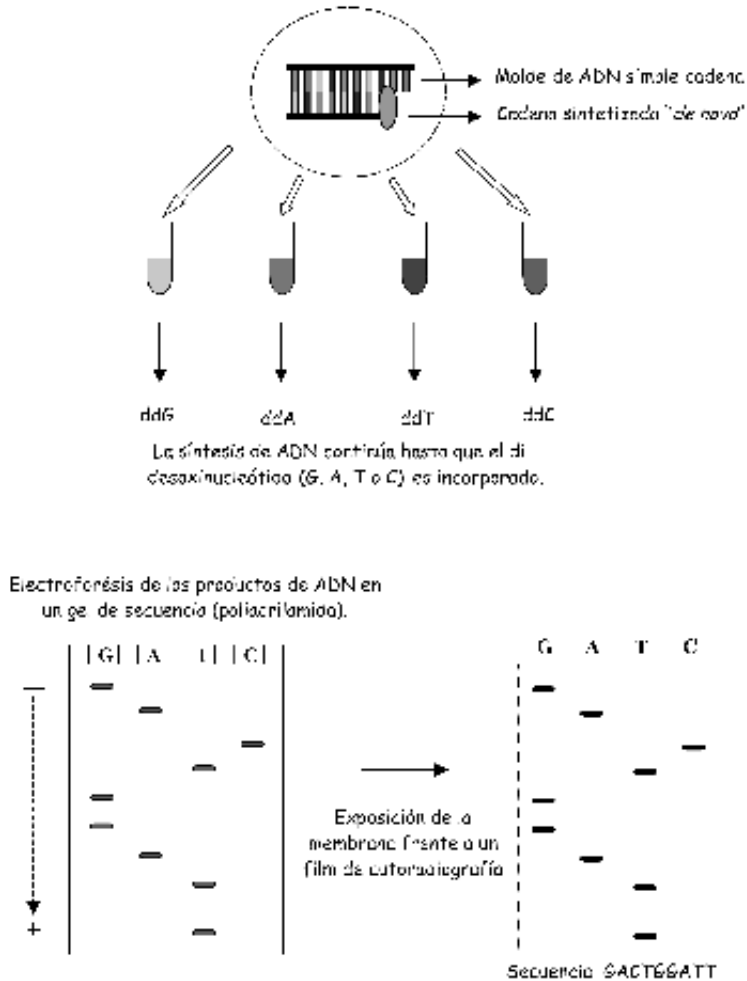 Molde de ADN simple cadena
Cadena sintetizada "de novo"
ddG ddA ddT ddC
La síntesis de ADN continúa hasta que el di
desoxinucleótido (G, A, T o C) es incorporado.
Electroforésis de los productos de ADN en
un gel de secuencia (poliacrilamida).
G A T C
G A T C
Exposición de la
membrana frente a un
film de autoradiografía
+
Secuencia GACTGGATT